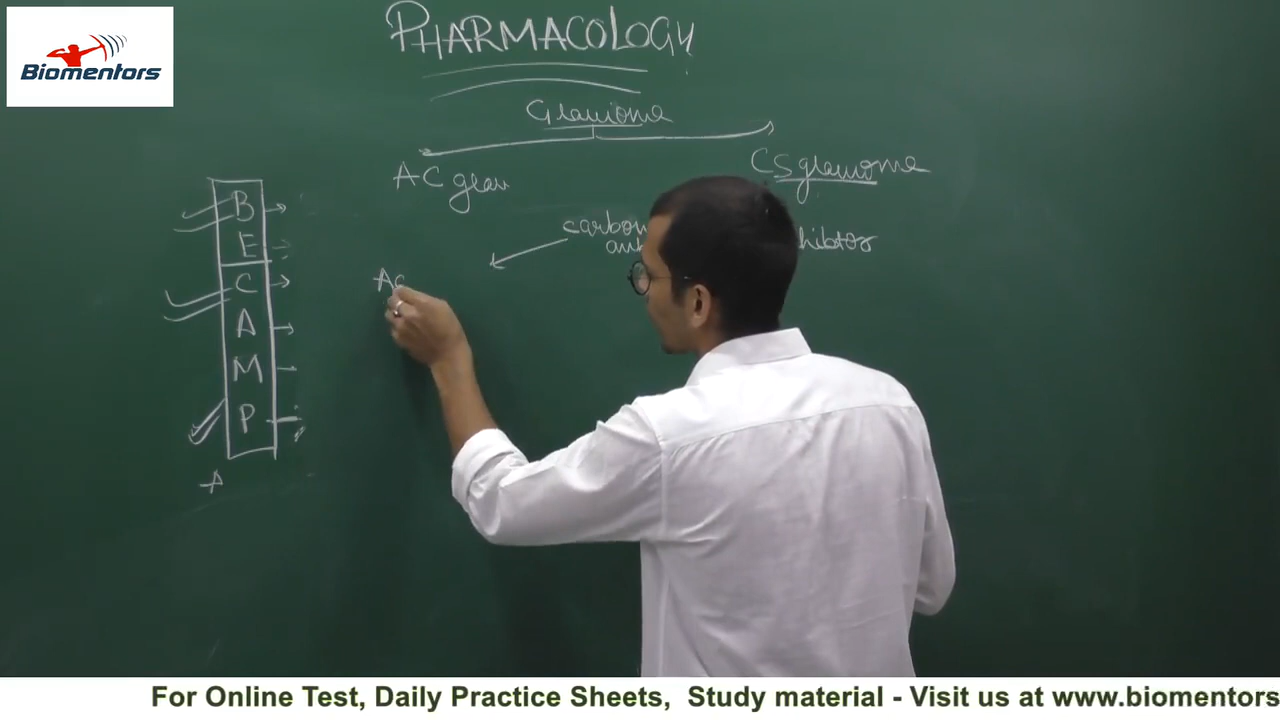 Biomentors
PHARMACOLOGY
Glaucoma
AC glau
CS glaucoma
carbon
hibtor
Ac
B
E
C
A
M
P
A
For Online Test, Daily Practice Sheets, Study material - Visit us at www.biomentors